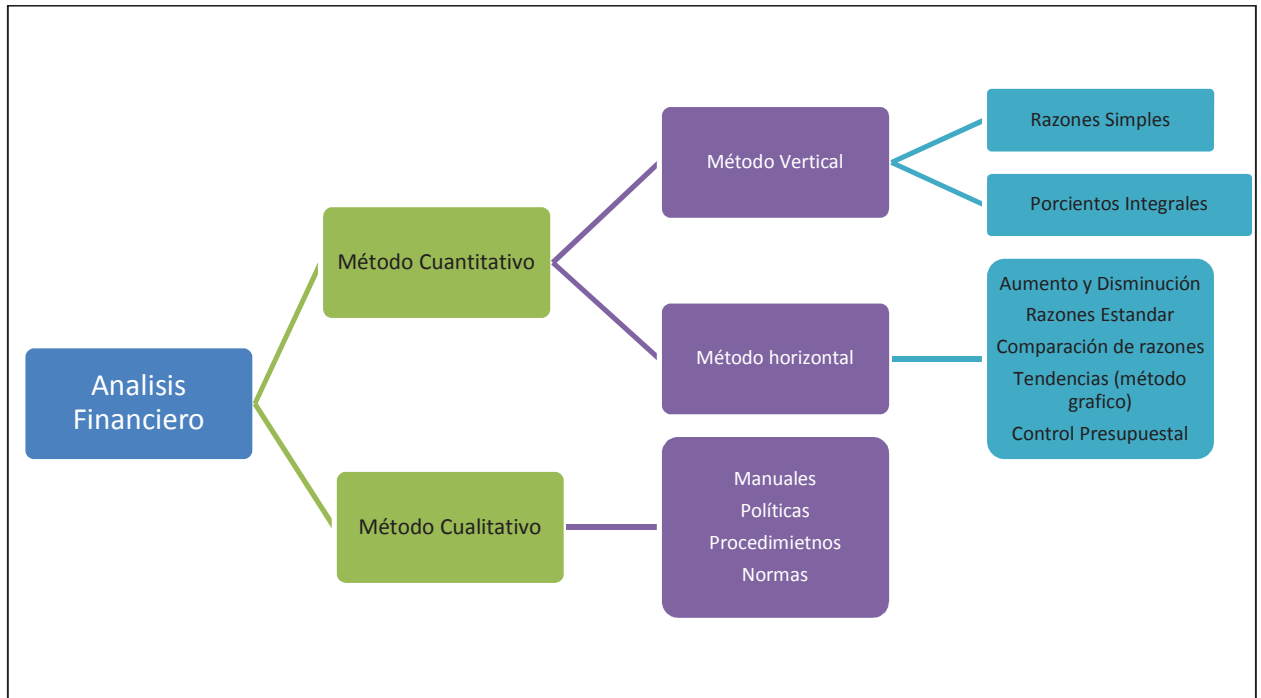 Analisis
Financiero
Método Cuantitativo
Método Vertical
Razones Simples
Porcientos Integrales
Método horizontal
Aumento y Disminución
Razones Estandar
Comparación de razones
Tendencias (método
grafico)
Control Presupuestal
Método Cualitativo
Manuales
Políticas
Procedimietnos
Normas